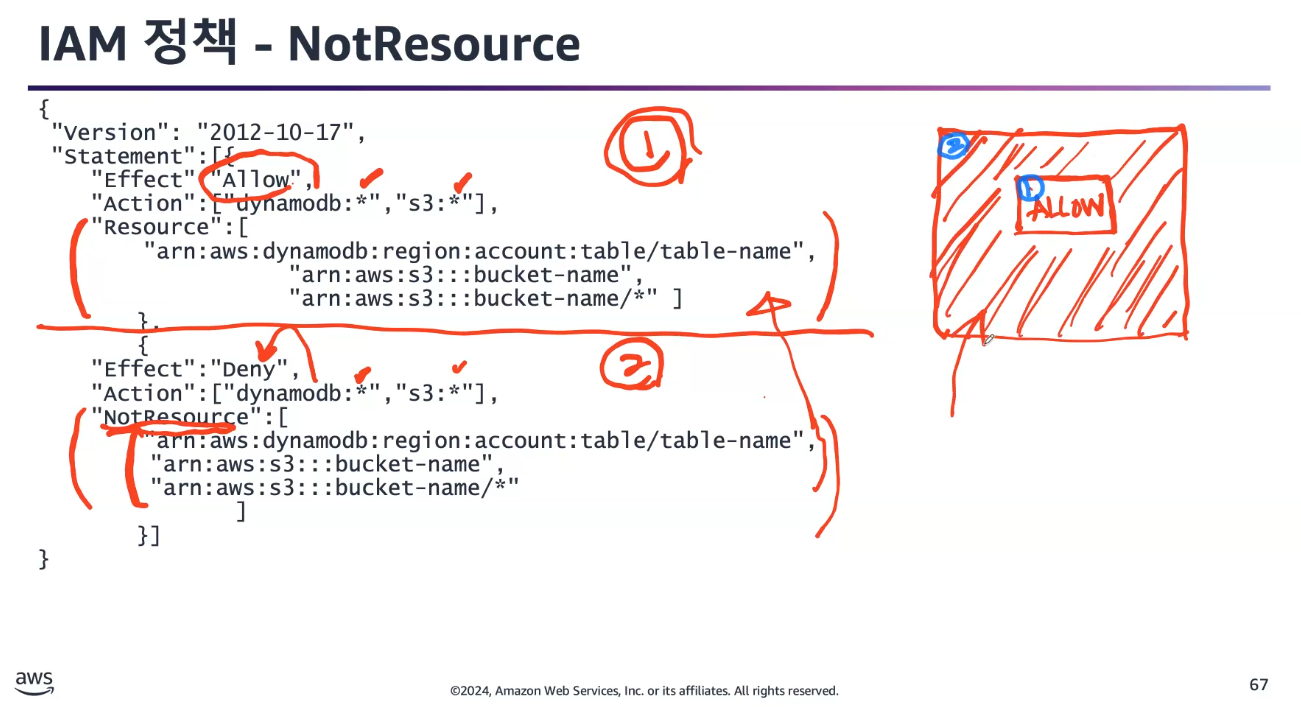 IAM 정책 - NotResource
{
"Version": "2012-10-17",
"Statement":[{
"Effect" "Allow",
"Action":["dynamodb:*","s3:*"],
"Resource":[
"arn:aws:dynamodb:region:account:table/table-name",
"arn:aws:s3:::bucket-name",
"arn:aws:s3:::bucket-name/*" ]
},
{
"Effect":"Deny",
"Action":["dynamodb:*","s3:*"],
"NotResource":[
"arn:aws:dynamodb:region:account:table/table-name",
"arn:aws:s3:::bucket-name",
"arn:aws:s3:::bucket-name/*"
]
}]
}
1
2
2
1
ALLOW
aws
©2024, Amazon Web Services, Inc. or its affiliates. All rights reserved.
67